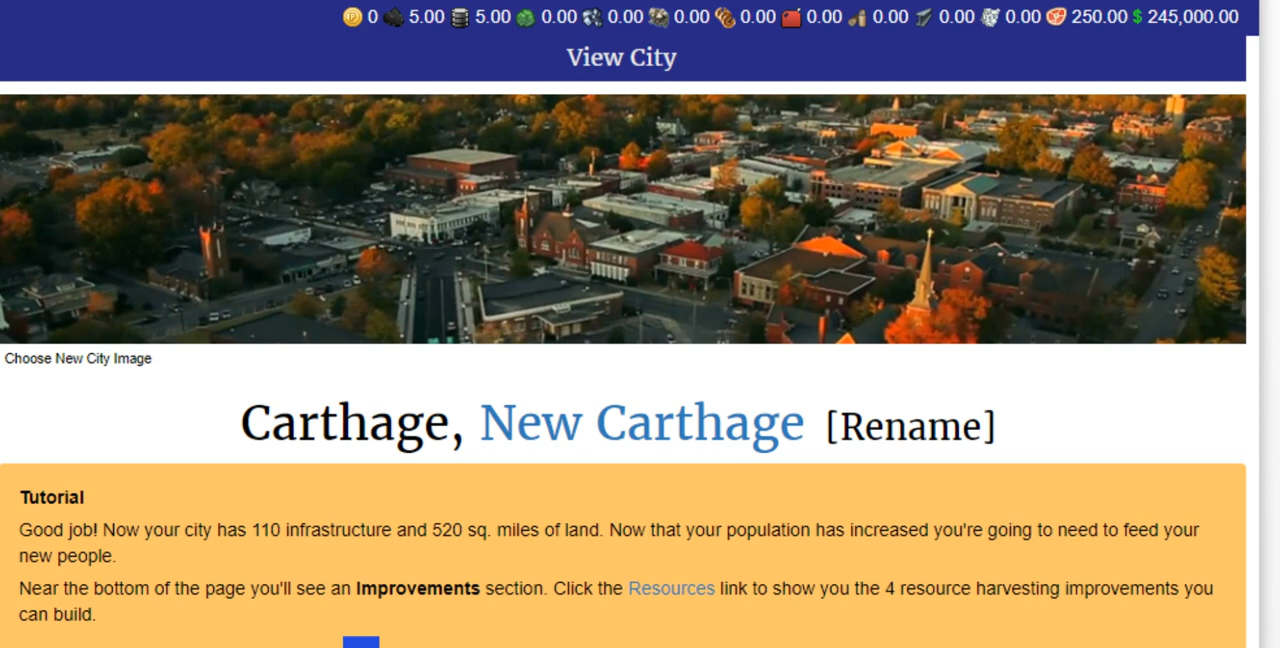 0 5.00 5.00 0.00 0.00 0.00 0.00 0.00 0.00 0.00 0.00 250.00 $ 245,000.00
View City
Choose New City Image
Carthage, New Carthage [Rename]
Tutorial
Good job! Now your city has 110 infrastructure and 520 sq. miles of land. Now that your population has increased you're going to need to feed your
new people.
Near the bottom of the page you'll see an Improvements section. Click the Resources link to show you the 4 resource harvesting improvements you
can build.